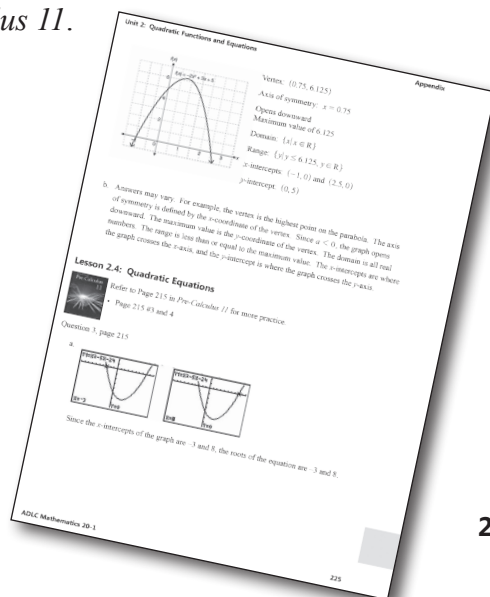 lus 11.
Unit 2: Quadratic Functions and Equations
Appendix
Vertex: (0.75, 6.125)
Axis of symmetry: x = 0.75
Opens downward
Maximum value of 6.125
Domain: {x|x ∈ R}
Range: {y|y ≤ 6.125, y ∈ R}
x-intercepts: (−1, 0) and (2.5, 0)
y-intercept: (0, 5)
b. Answers may vary. For example, the vertex is the highest point on the parabola. The axis
of symmetry is defined by the x-coordinate of the vertex. Since a < 0, the graph opens
downward. The maximum value is the y-coordinate of the vertex. The domain is all real
numbers. The range is less than or equal to the maximum value. The x-intercepts are where
the graph crosses the x-axis, and the y-intercept is where the graph crosses the y-axis.
Lesson 2.4: Quadratic Equations
Pre-Calculus
11
Refer to Page 215 in Pre-Calculus 11 for more practice.
• Page 215 #3 and 4
Question 3, page 215
a.
Since the x-intercepts of the graph are -3 and 8, the roots of the equation are -3 and 8.
ADLC Mathematics 20-1
225
2